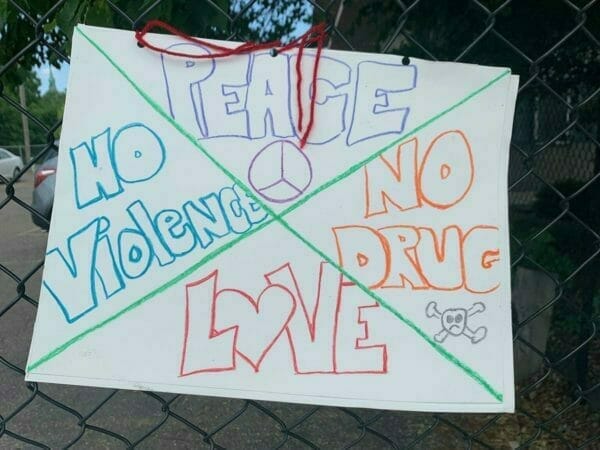 PEACE
NO
VioleNCE
NO
DRUG
LOVE